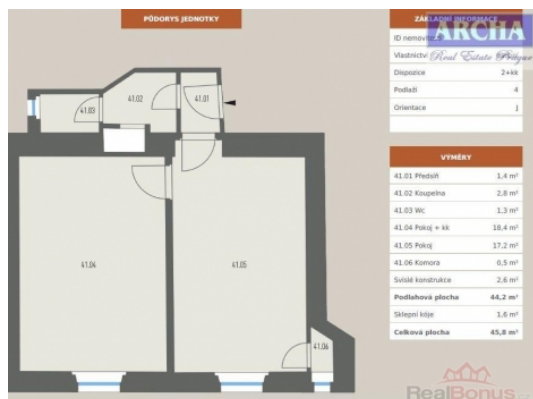 PŮDORYS JEDNOTKY
ZÁKLADNÍ INFORMACE
ARCHA
Real Estate Prague
ID
Vlastnictví
Dispozice 2+kk
Podlaží 4
Orientace J
VÝMĚRY
41.01 Předsíň 1,4 m²
41.02 Koupelna 2,8 m²
41.03 Wc 1,3 m²
41.04 Pokoj + kk 18,4 m²
41.05 Pokoj 17,2 m²
41.06 Komora 0,5 m²
Svislé konstrukce 2,6 m²
Podlahová plocha 44,2 m²
Sklepní kóje 1,6 m²
Celková plocha 45,8 m²
41.01
41.02
41.03
41.04
41.05
41.06
RealBonus.cz